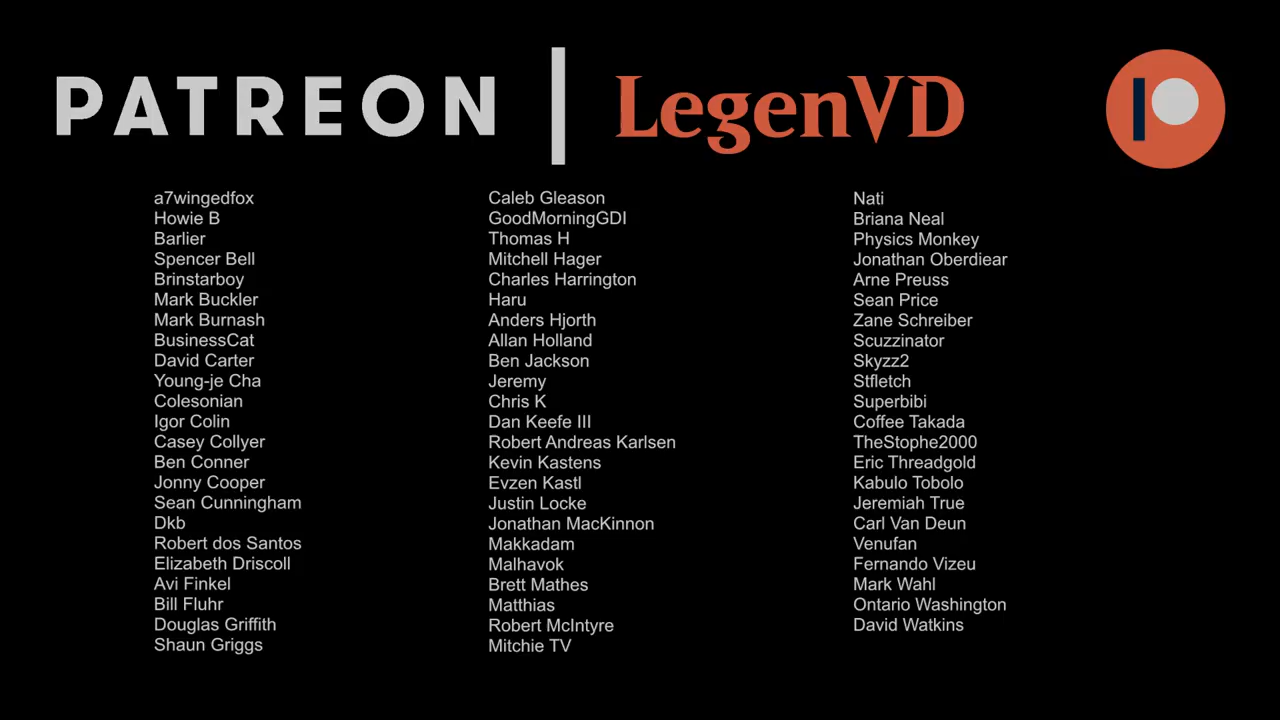 PATREON | LegenVD
a7wingedfox
Howie B
Barlier
Spencer Bell
Brinstarboy
Mark Buckler
Mark Burnash
BusinessCat
David Carter
Young-je Cha
Colesonian
Igor Colin
Casey Collyer
Ben Conner
Jonny Cooper
Sean Cunningham
Dkb
Robert dos Santos
Elizabeth Driscoll
Avi Finkel
Bill Fluhr
Douglas Griffith
Shaun Griggs
Caleb Gleason
GoodMorningGDI
Thomas H
Mitchell Hager
Charles Harrington
Haru
Anders Hjorth
Allan Holland
Ben Jackson
Jeremy
Chris K
Dan Keefe III
Robert Andreas Karlsen
Kevin Kastens
Evzen Kastl
Justin Locke
Jonathan MacKinnon
Makkadam
Malhavok
Brett Mathes
Matthias
Robert McIntyre
Mitchie TV
Nati
Briana Neal
Physics Monkey
Jonathan Oberdiear
Arne Preuss
Sean Price
Zane Schreiber
Scuzzinator
Skyzz2
Stfletch
Superbibi
Coffee Takada
TheStophe2000
Eric Threadgold
Kabulo Tobolo
Jeremiah True
Carl Van Deun
Venufan
Fernando Vizeu
Mark Wahl
Ontario Washington
David Watkins